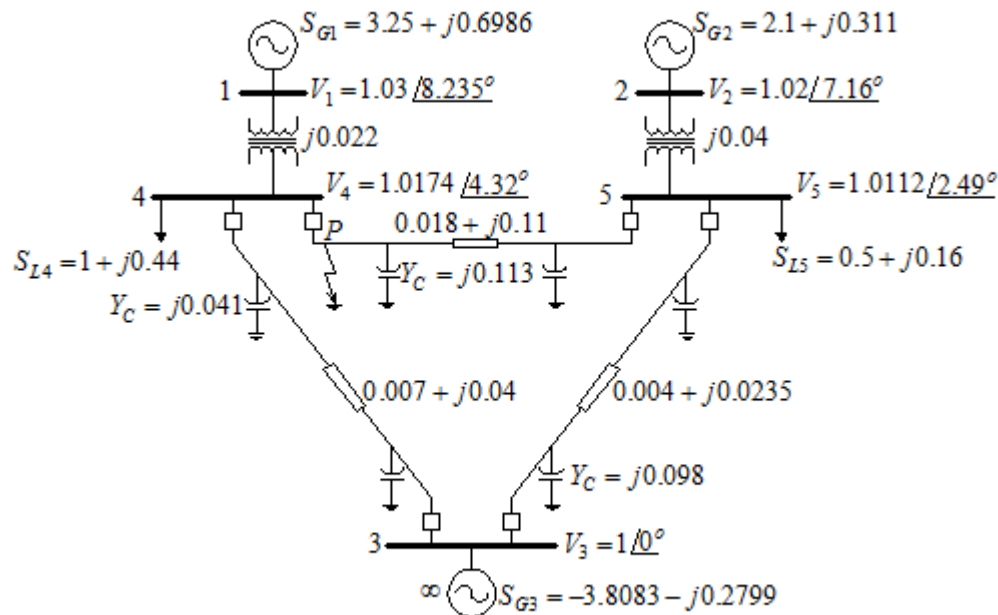 S_G1 = 3.25 + j0.6986
S_G2 = 2.1 + j0.311
1
V_1 = 1.03 /8.235°
2
V_2 = 1.02 /7.16°
j0.022
j0.04
4
V_4 = 1.0174 /4.32°
5
V_5 = 1.0112 /2.49°
P
0.018 + j0.11
S_L4 = 1 + j0.44
Y_C = j0.113
S_L5 = 0.5 + j0.16
Y_C = j0.041
0.007 + j0.04
0.004 + j0.0235
Y_C = j0.098
3
V_3 = 1 /0°
∞
S_G3 = −3.8083 − j0.2799